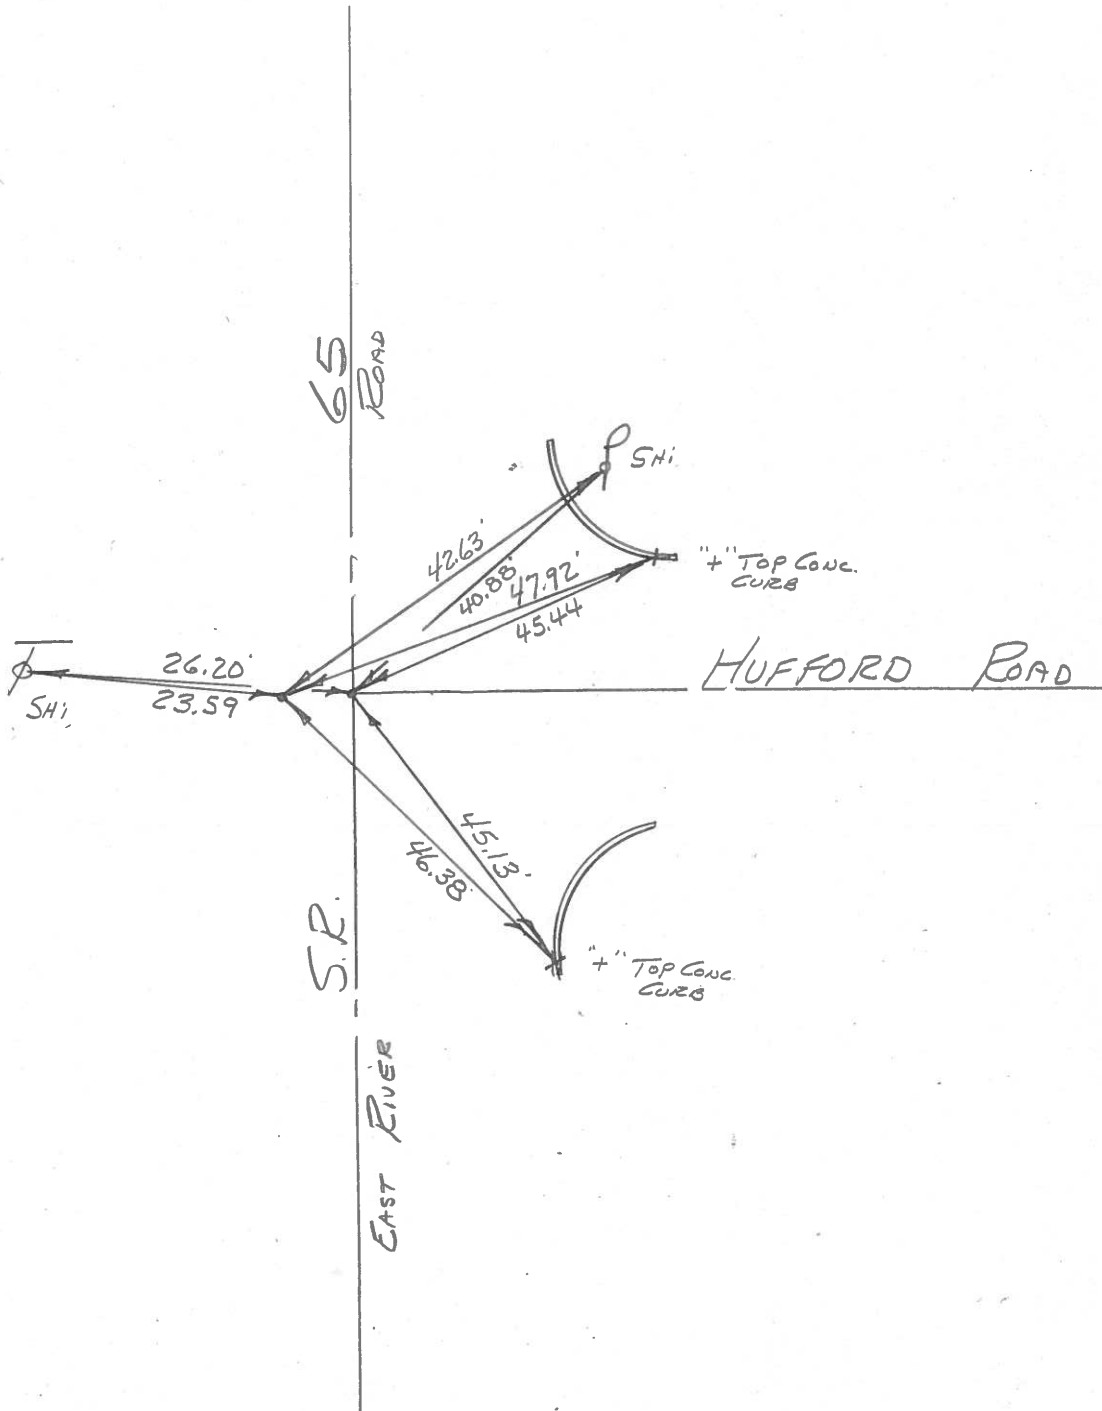 65
ROAD
SHi
42.63'
40.88'
47.92'
45.44
"+" TOP CONC.
CURB
26.20'
23.59
SHi.
HUFFORD ROAD
45.13'
46.38'
S.R.
"+" TOP CONC.
CURB
EAST RIVER